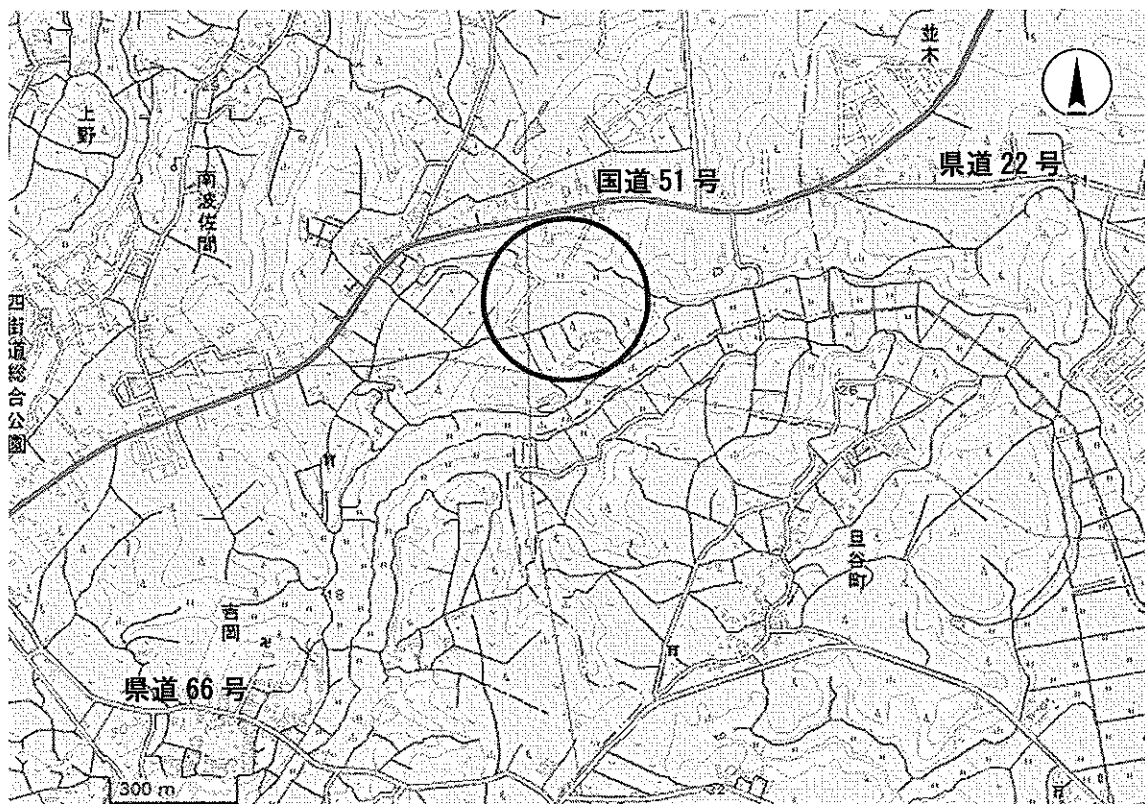 並木
上野
県道 22 号
国道 51 号
南波佐間
四街道総合公園
26
旦谷町
18
吉岡
県道 66 号
300 m